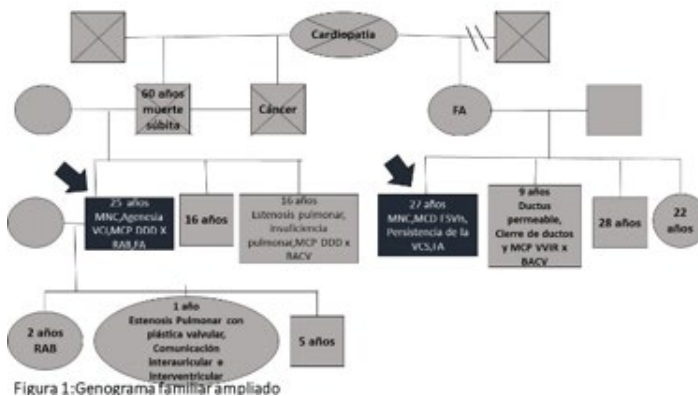 Cardiopatía
60 años
muerte
súbita
Cáncer
FA
25 años
MNC,Agenesia
VCI,MCP DDD X
RAB,FA
16 años
16 años
Estenosis pulmonar,
Insuficiencia
pulmonar,MCP DDD x
BACV
27 años
MNC,MCD FSVIs,
Persistencia de la
VCS,FA
9 años
Ductus
permeable,
Cierre de ductos
y MCP VVIR x
BACV
28 años
22
años
2 años
RAB
1 año
Estenosis Pulmonar con
plástica valvular,
Comunicación
interauricular e
interventricular
5 años
Figura 1:Genograma familiar ampliado